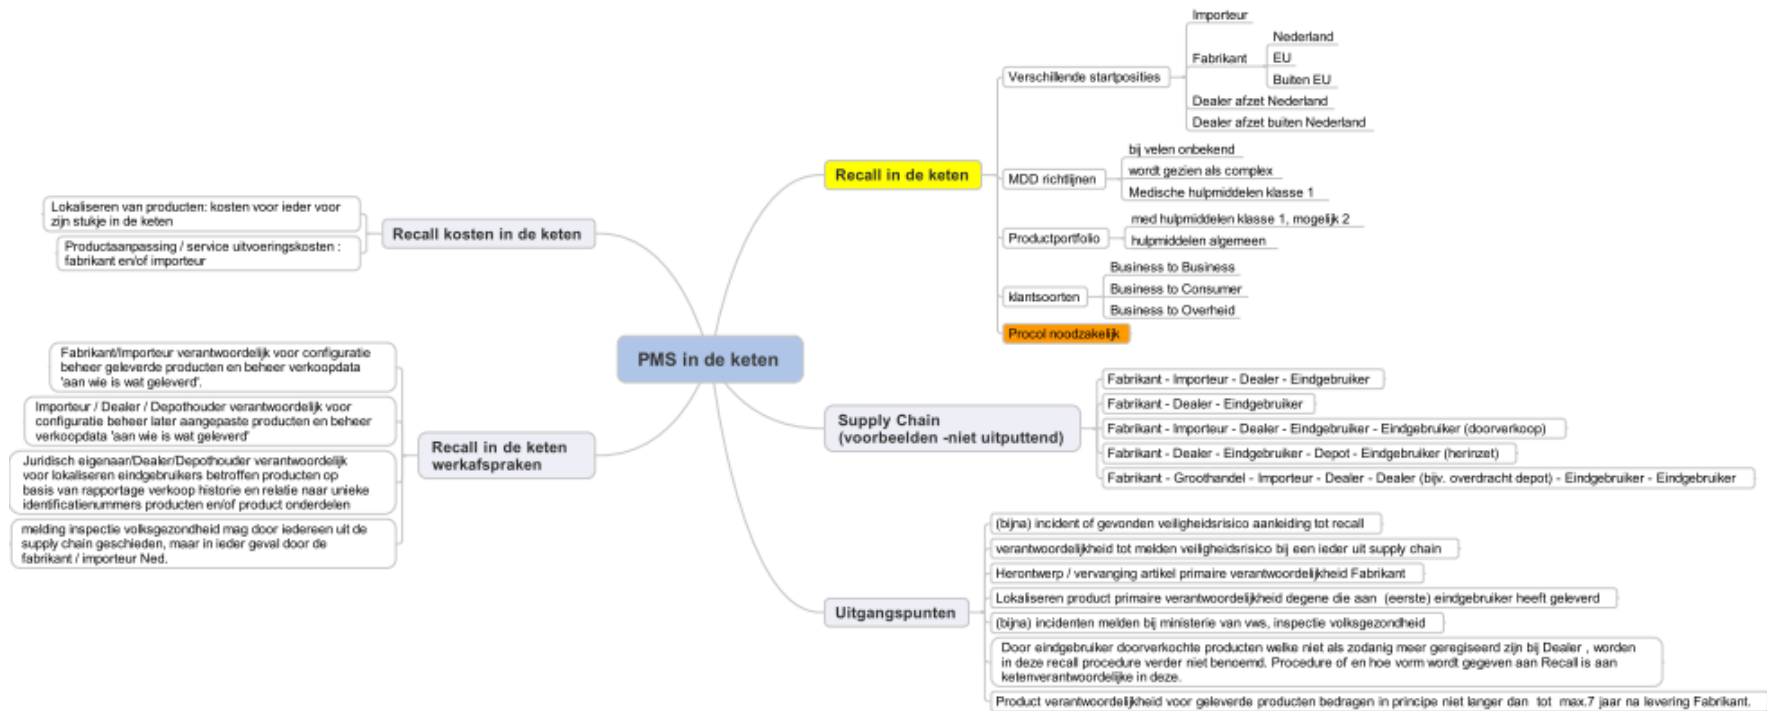 PMS in de keten
Recall in de keten
Verschillende startposities
Importeur
Fabrikant
Nederland
EU
Buiten EU
Dealer afzet Nederland
Dealer afzet buiten Nederland
MDD richtlijnen
bij velen onbekend
wordt gezien als complex
Medische hulpmiddelen klasse 1
Productportfolio
med hulpmiddelen klasse 1, mogelijk 2
hulpmiddelen algemeen
klantsoorten
Business to Business
Business to Consumer
Business to Overheid
Procol noodzakelijk
Supply Chain
(voorbeelden -niet uitputtend)
Fabrikant - Importeur - Dealer - Eindgebruiker
Fabrikant - Dealer - Eindgebruiker
Fabrikant - Importeur - Dealer - Eindgebruiker - Eindgebruiker (doorverkoop)
Fabrikant - Dealer - Eindgebruiker - Depot - Eindgebruiker (herinzet)
Fabrikant - Groothandel - Importeur - Dealer - Dealer (bijv. overdracht depot) - Eindgebruiker - Eindgebruiker
Uitgangspunten
(bijna) incident of gevonden veiligheidsrisico aanleiding tot recall
verantwoordelijkheid tot melden veiligheidsrisico bij een ieder uit supply chain
Herontwerp / vervanging artikel primaire verantwoordelijkheid Fabrikant
Lokaliseren product primaire verantwoordelijkheid degene die aan (eerste) eindgebruiker heeft geleverd
(bijna) incidenten melden bij ministerie van vws, inspectie volksgezondheid
Door eindgebruiker doorverkochte producten welke niet als zodanig meer geregiseerd zijn bij Dealer , worden
in deze recall procedure verder niet benoemd. Procedure of en hoe vorm wordt gegeven aan Recall is aan
ketenverantwoordelijke in deze.
Product verantwoordelijkheid voor geleverde producten bedragen in principe niet langer dan tot max.7 jaar na levering Fabrikant.
Recall kosten in de keten
Lokaliseren van producten: kosten voor ieder voor
zijn stukje in de keten
Productaanpassing / service uitvoeringskosten :
fabrikant en/of importeur
Recall in de keten
werkafspraken
Fabrikant/Importeur verantwoordelijk voor configuratie
beheer geleverde producten en beheer verkoopdata
'aan wie is wat geleverd'.
Importeur / Dealer / Depothouder verantwoordelijk voor
configuratie beheer later aangepaste producten en beheer
verkoopdata 'aan wie is wat geleverd'
Juridisch eigenaar/Dealer/Depothouder verantwoordelijk
voor lokaliseren eindgebruikers betroffen producten op
basis van rapportage verkoop historie en relatie naar unieke
identificatienummers producten en/of product onderdelen
melding inspectie volksgezondheid mag door iedereen uit de
supply chain geschieden, maar in ieder geval door de
fabrikant / importeur Ned.